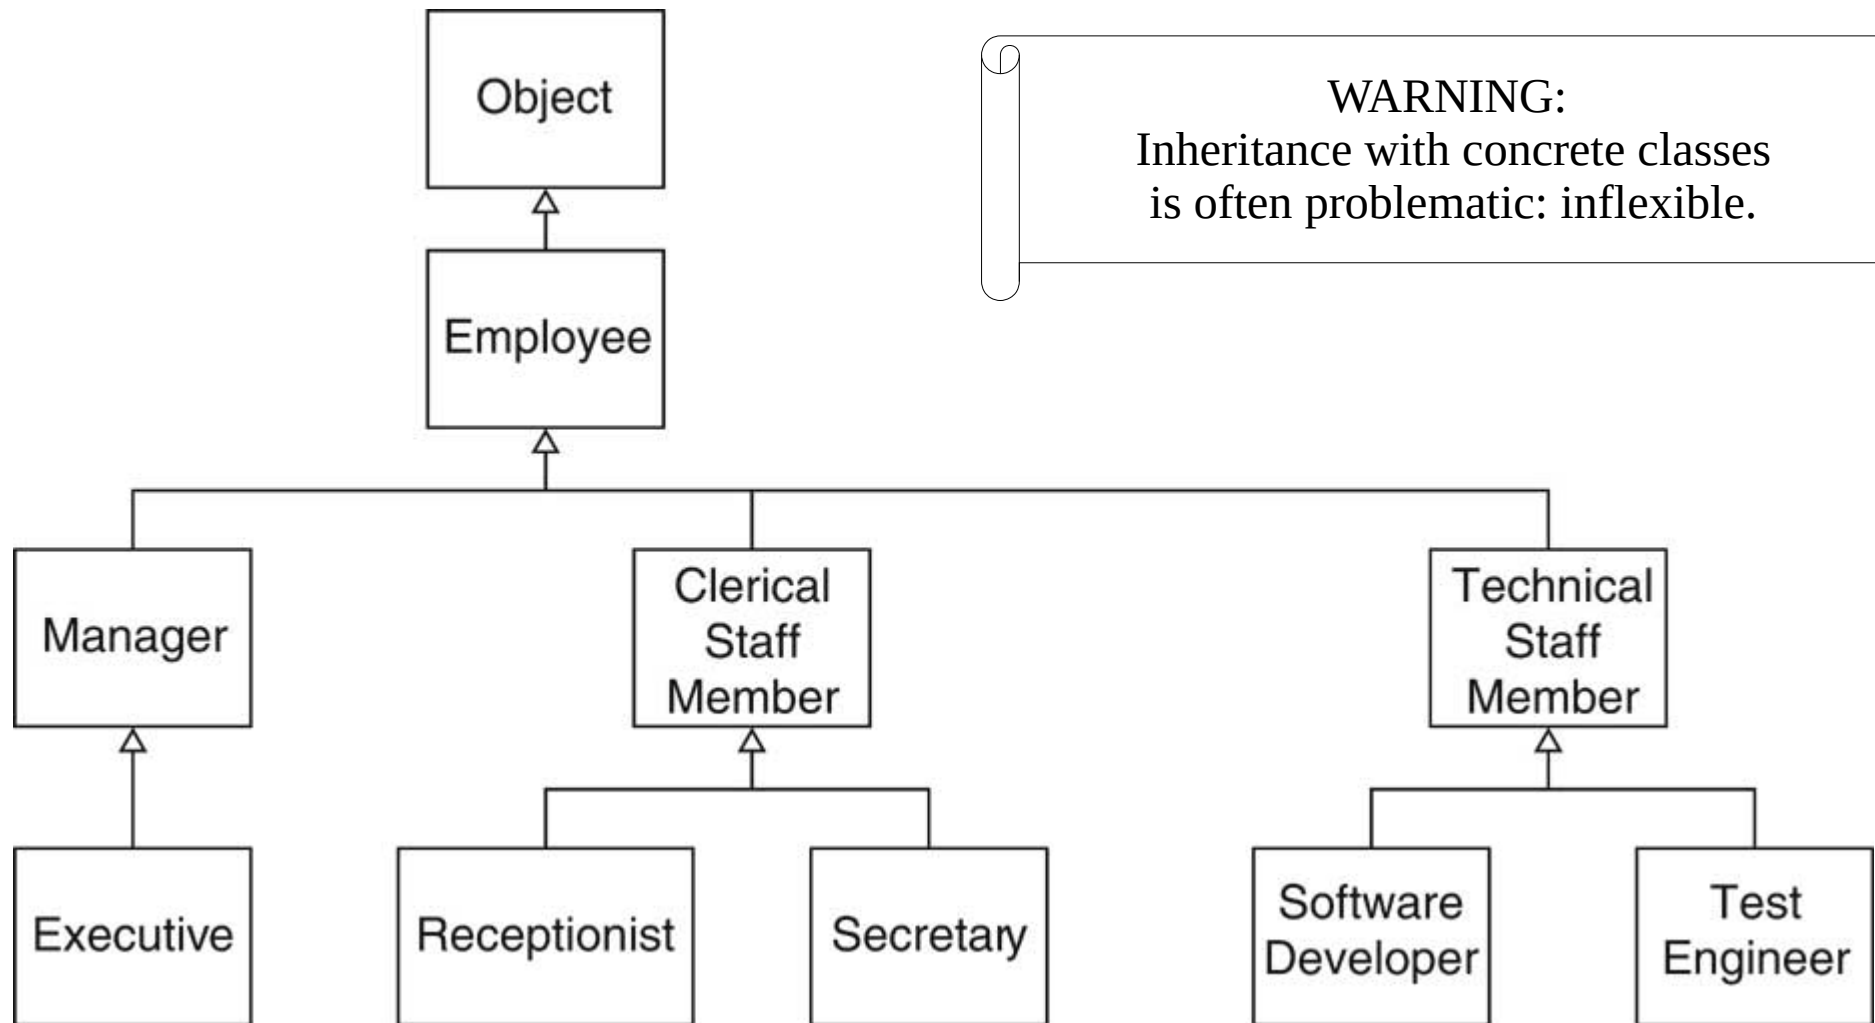 Object
WARNING:
Inheritance with concrete classes
is often problematic: inflexible.
Employee
Manager
Clerical
Staff
Member
Technical
Staff
Member
Executive
Receptionist
Secretary
Software
Developer
Test
Engineer